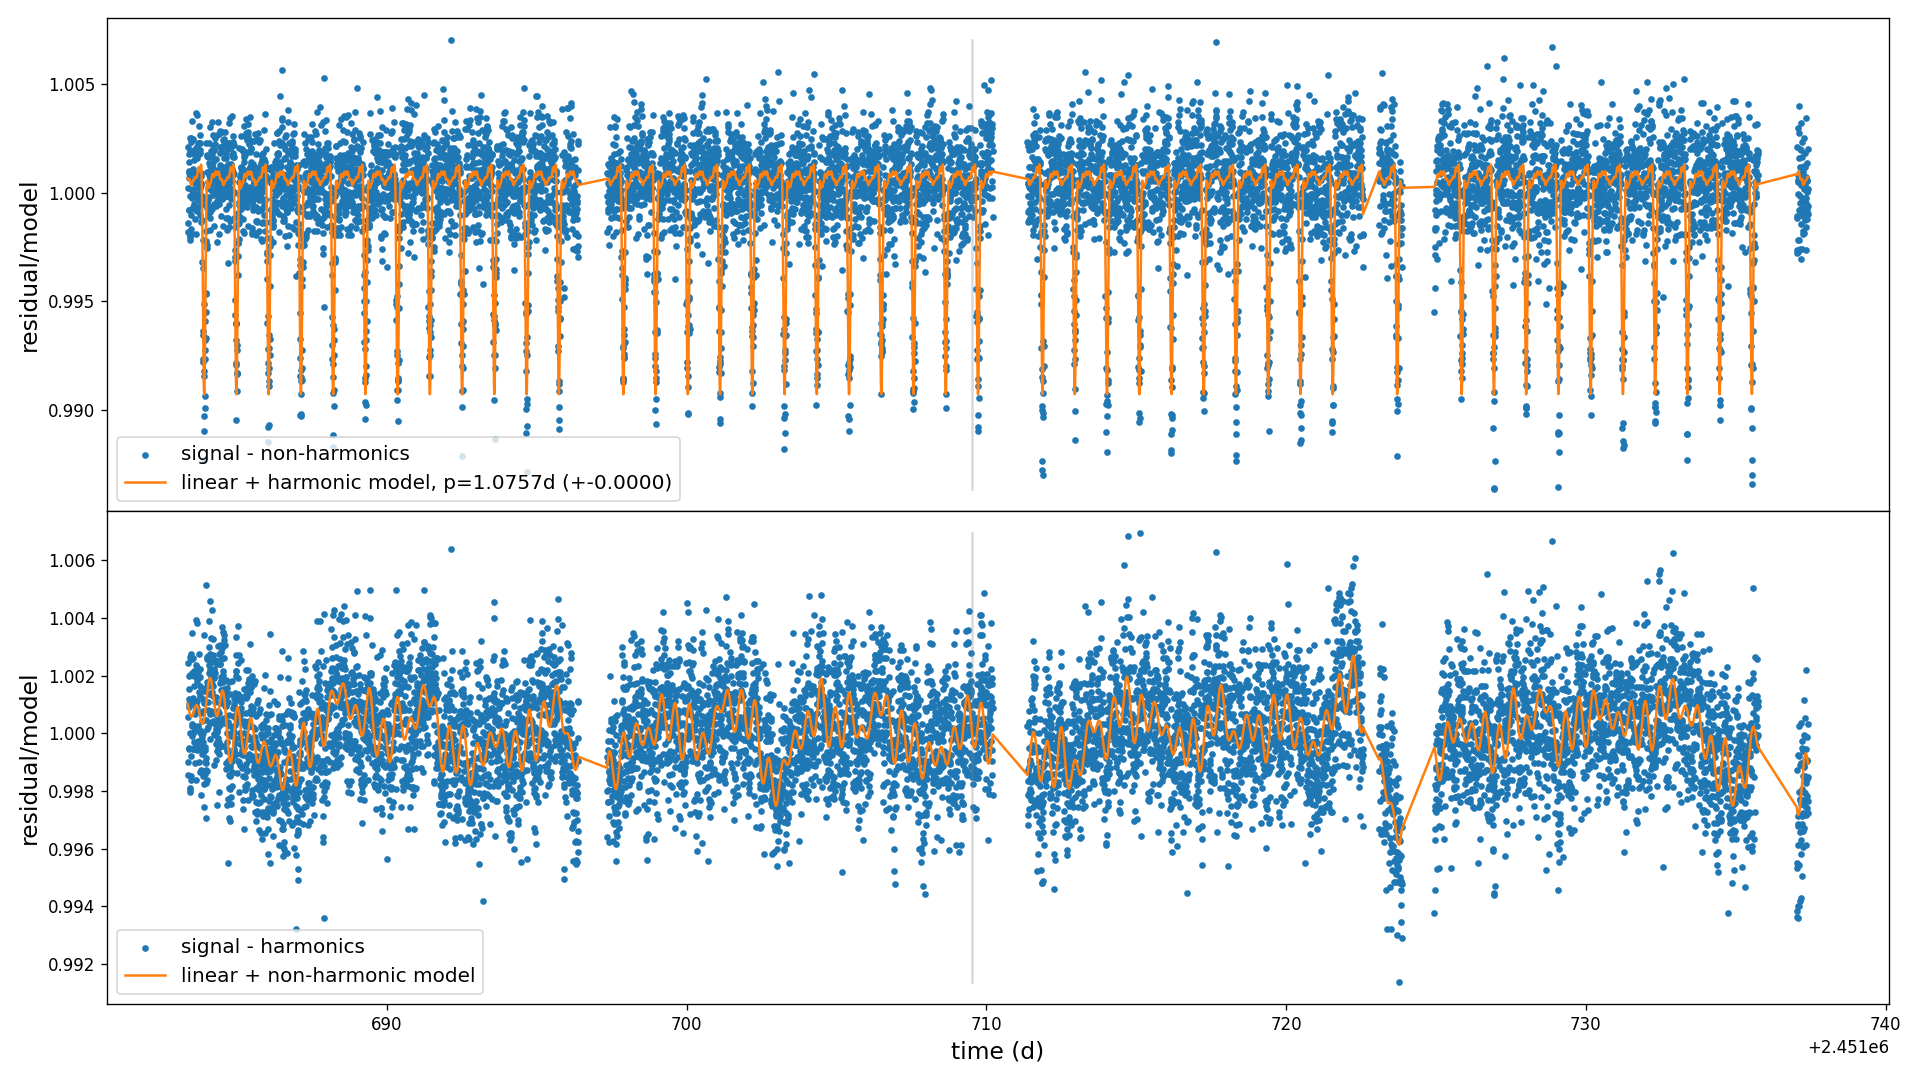 residual/model
1.005
1.000
0.995
0.990
signal - non-harmonics
linear + harmonic model, p=1.0757d (+-0.0000)
residual/model
1.006
1.004
1.002
1.000
0.998
0.996
0.994
0.992
signal - harmonics
linear + non-harmonic model
690
700
710
720
730
740
time (d)
+2.451e6